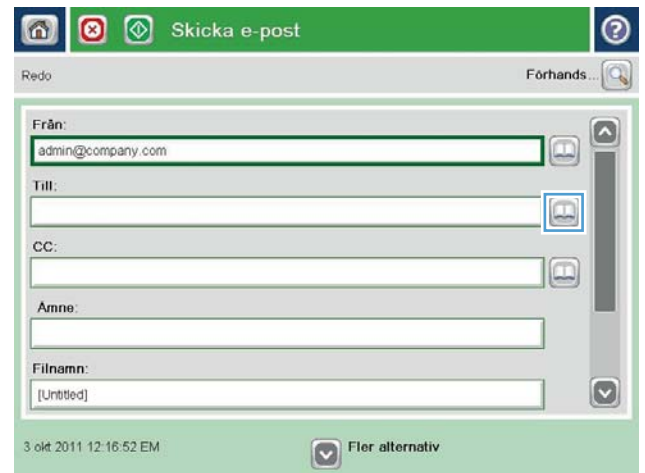 Skicka e-post
Redo
Förhands...
Från:
admin@company.com
Till:
CC:
Ämne:
Filnamn:
[Untitled]
3 okt 2011 12:16:52 EM
Fler alternativ